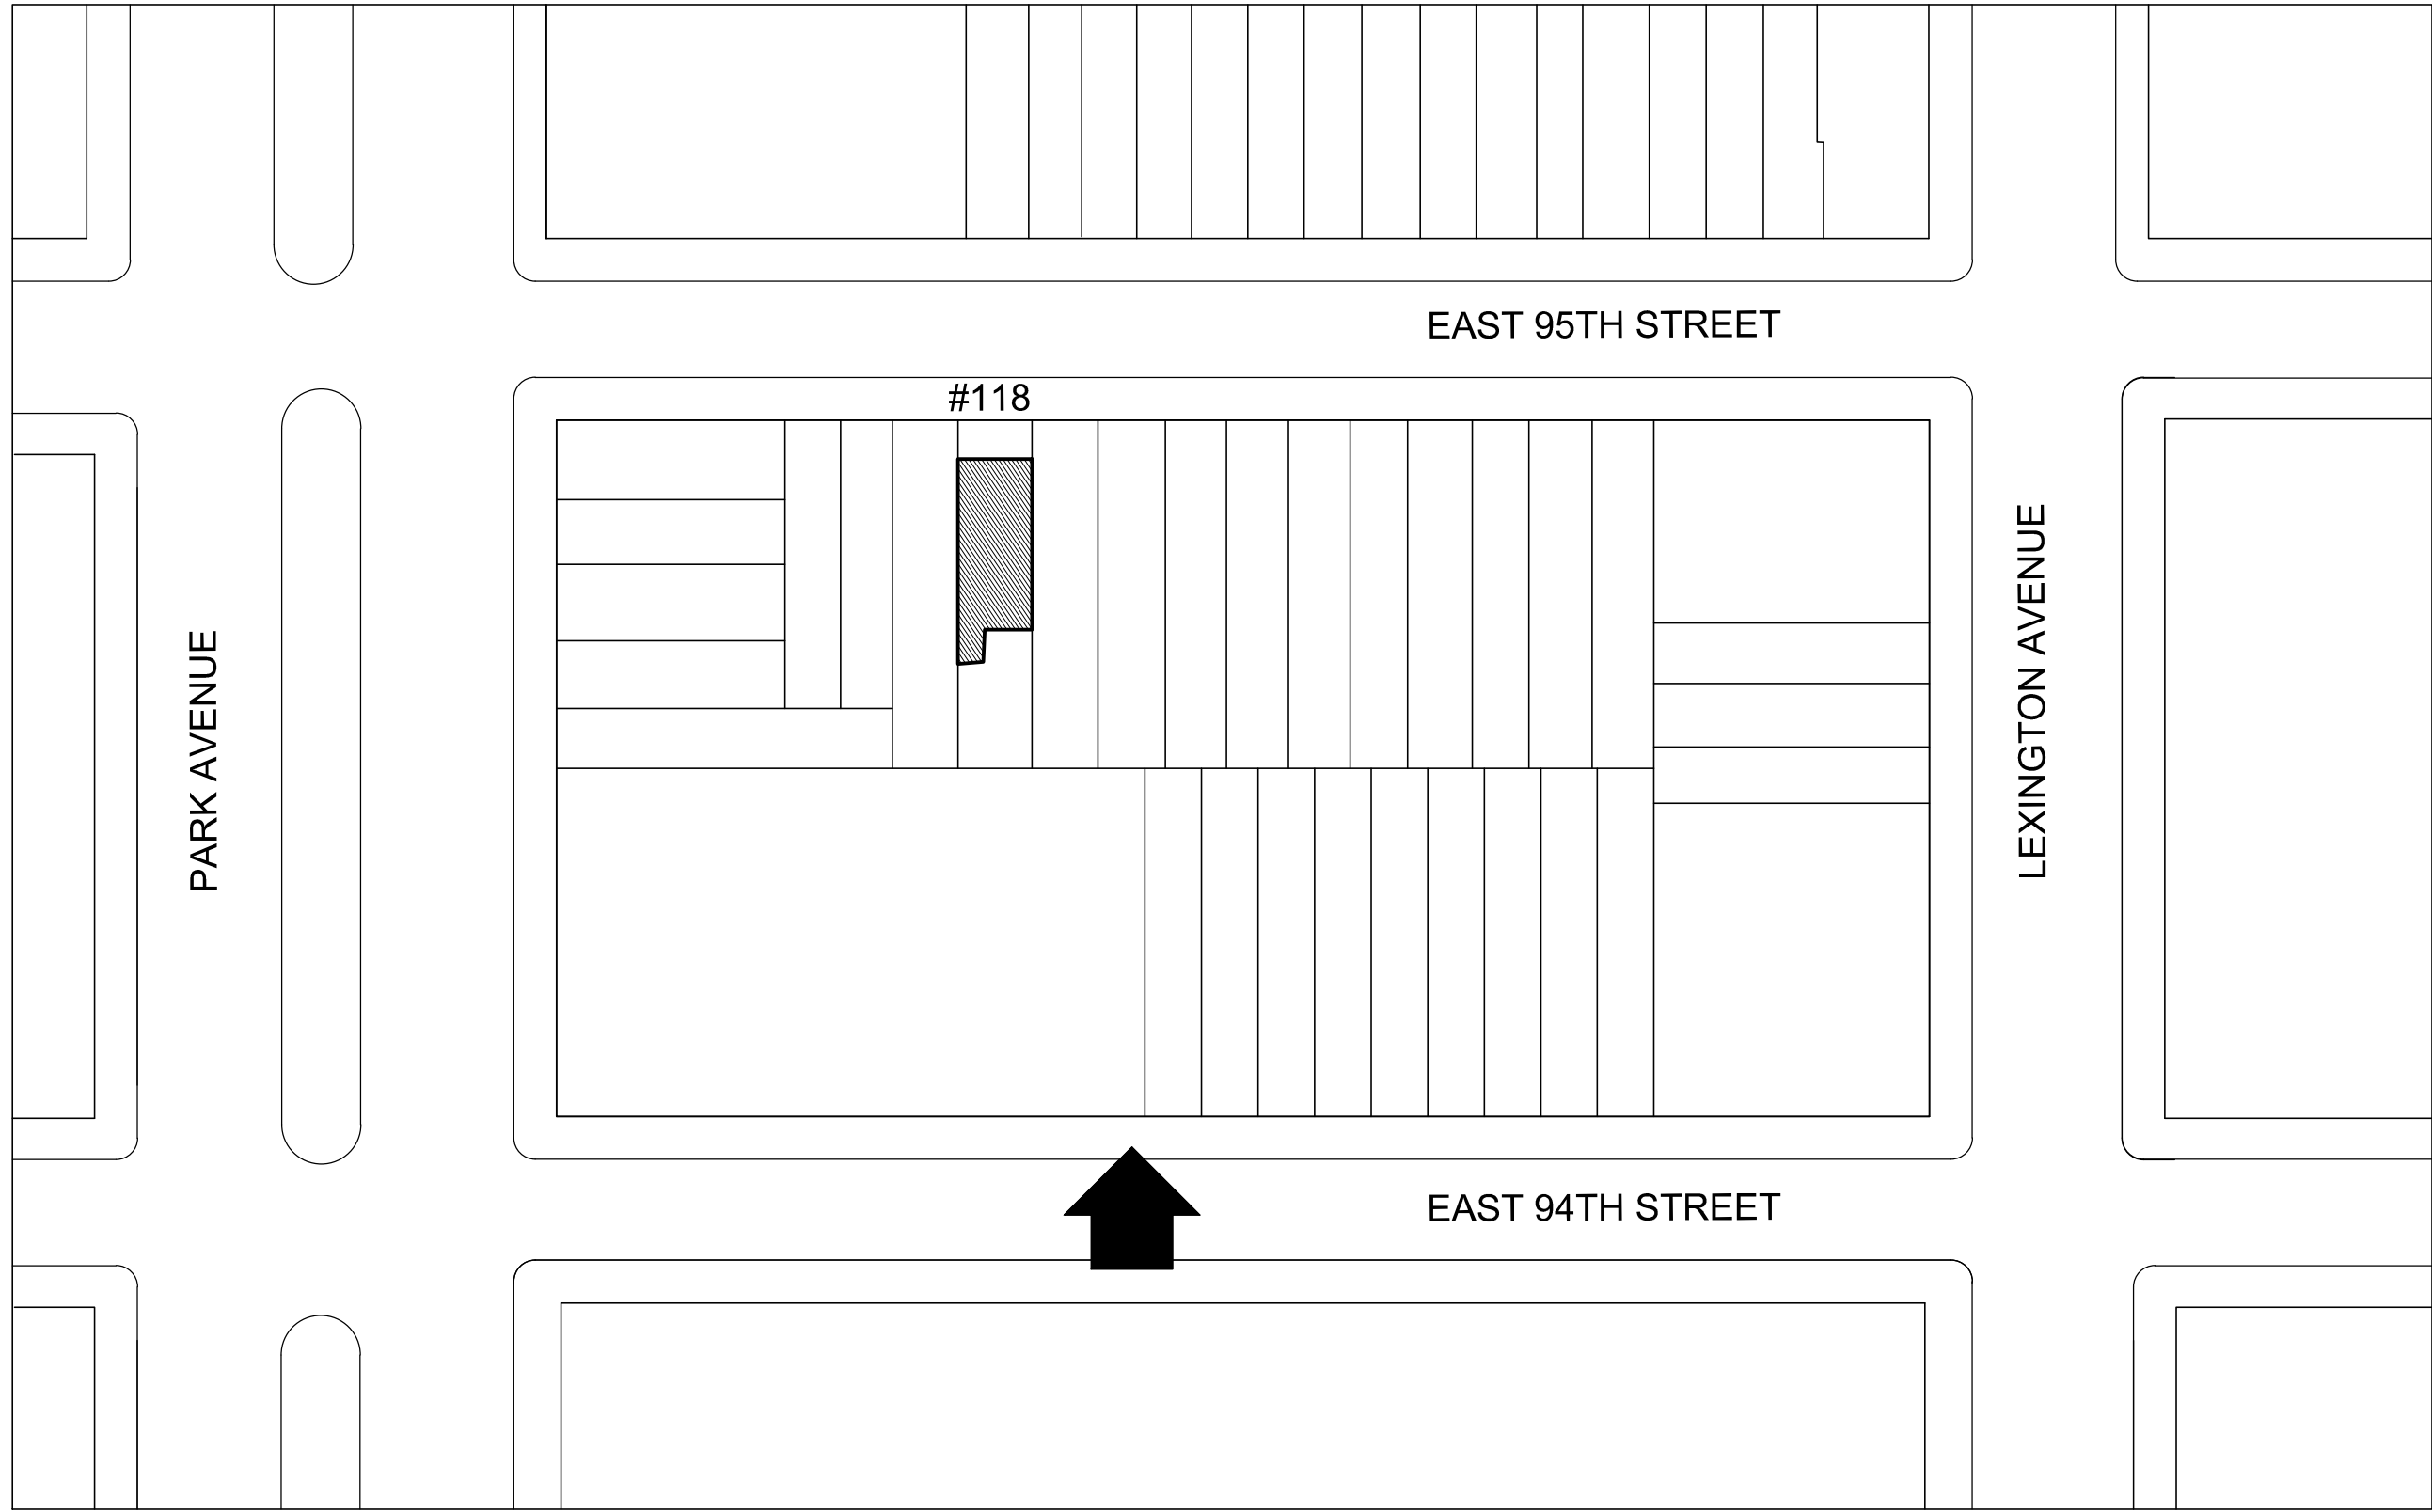 EAST 95TH STREET
#118
PARK AVENUE
LEXINGTON AVENUE
EAST 94TH STREET